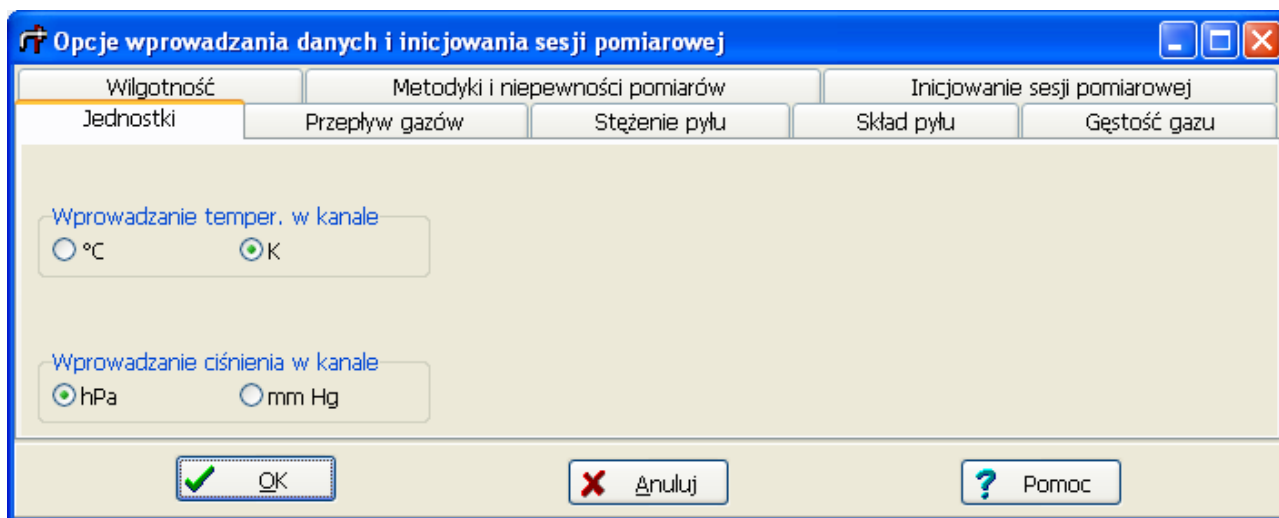 Opcje wprowadzania danych i inicjowania sesji pomiarowej
Wilgotność Metodyki i niepewności pomiarów Inicjowanie sesji pomiarowej
Jednostki Przepływ gazów Stężenie pyłu Skład pyłu Gęstość gazu
Wprowadzanie temper. w kanale
°C K
Wprowadzanie ciśnienia w kanale
hPa mm Hg
OK Anuluj ? Pomoc